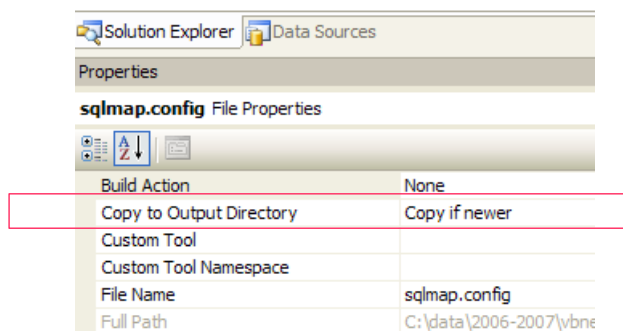 Solution Explorer Data Sources
Properties
sqlmap.config File Properties
Build Action None
Copy to Output Directory Copy if newer
Custom Tool
Custom Tool Namespace
File Name sqlmap.config
Full Path C:\data\2006-2007\vbne